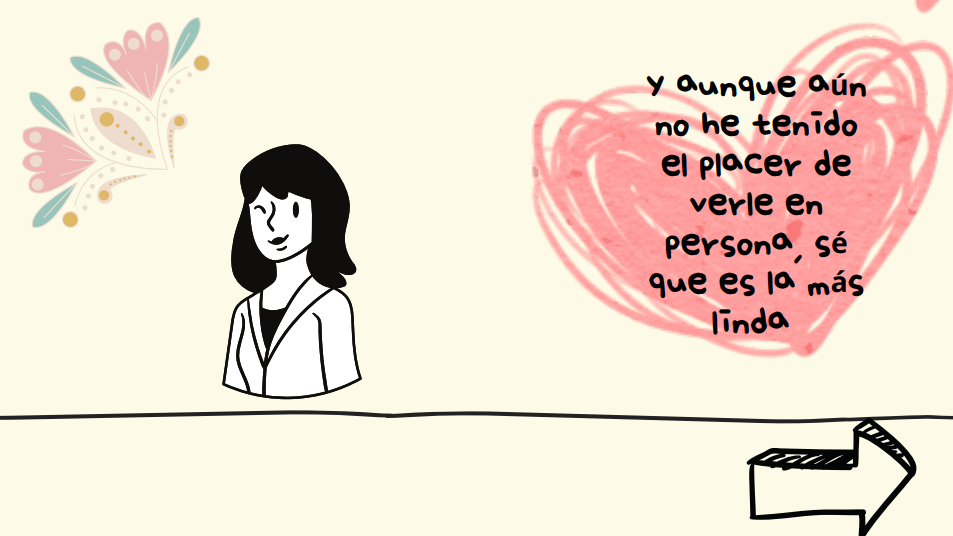 y aunque aún
no he tenido
el placer de
verle en
persona, sé
que es la más
linda